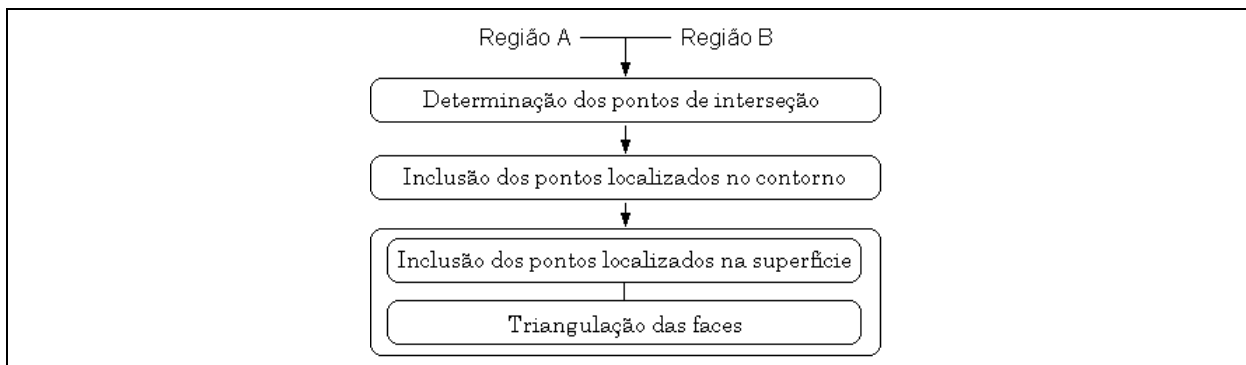 Região A Região B
Determinação dos pontos de interseção
Inclusão dos pontos localizados no contorno
Inclusão dos pontos localizados na superfície
Triangulação das faces